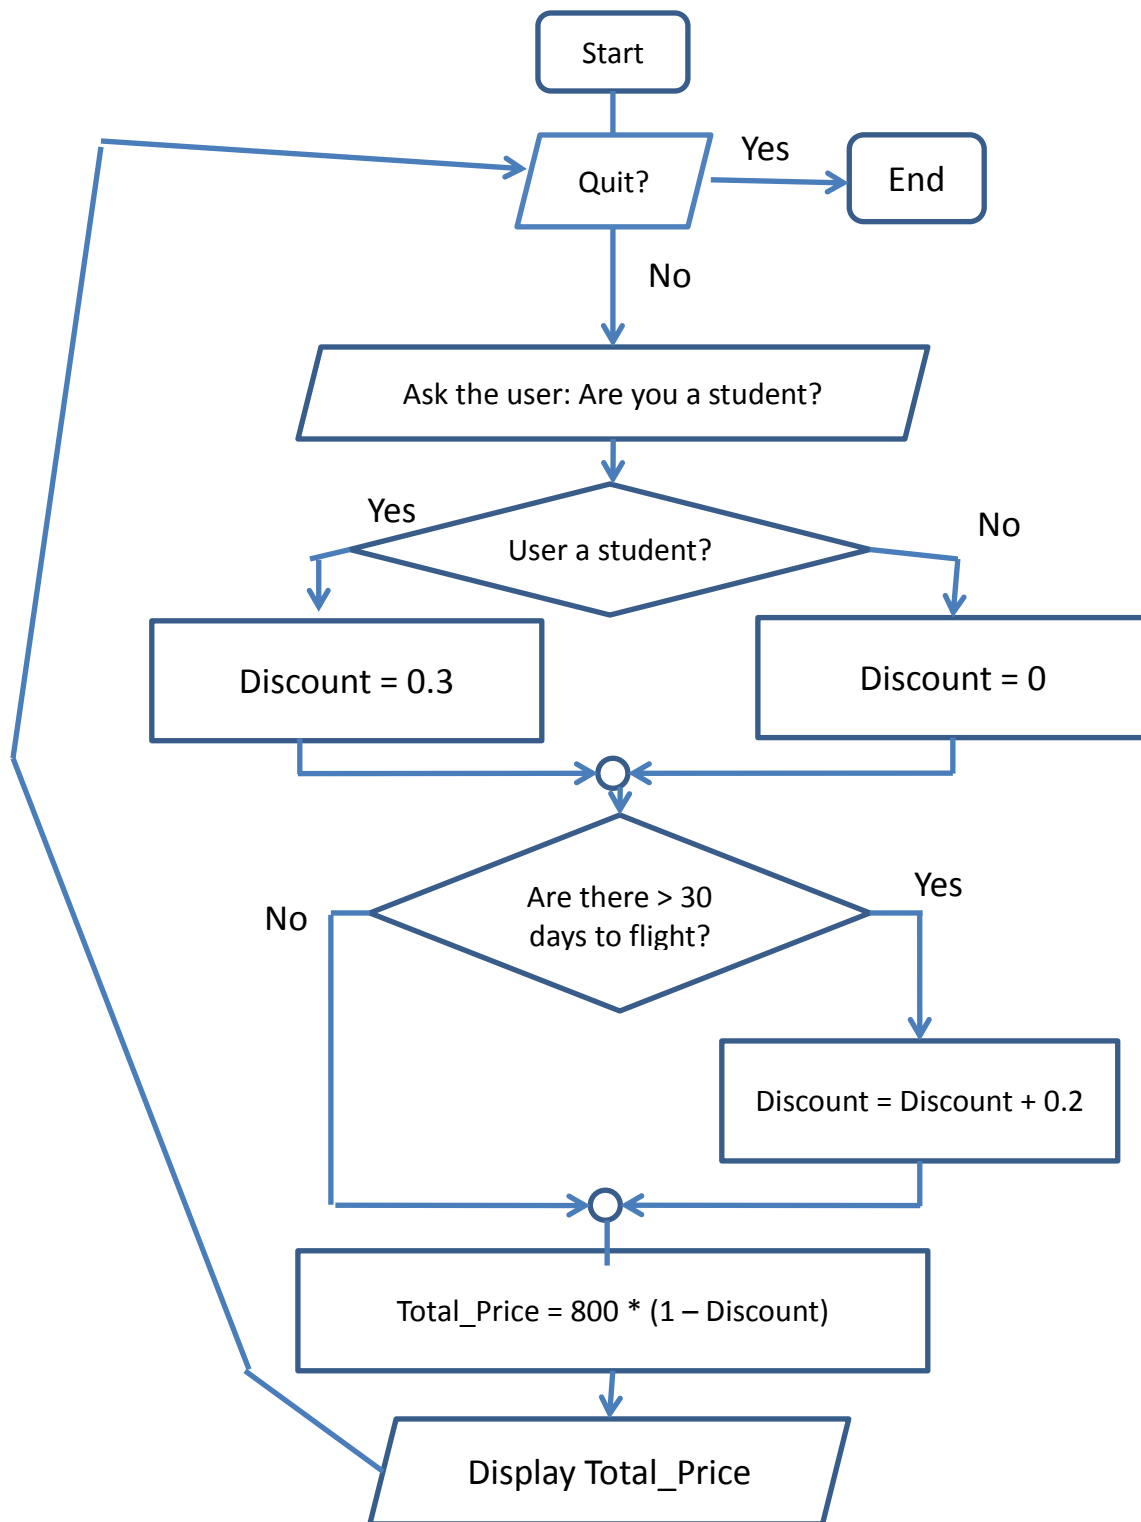 Start
Quit?
Yes
End
No
Ask the user: Are you a student?
Yes
User a student?
No
Discount = 0.3
Discount = 0
No
Are there > 30
days to flight?
Yes
Discount = Discount + 0.2
Total_Price = 800 * (1 – Discount)
Display Total_Price